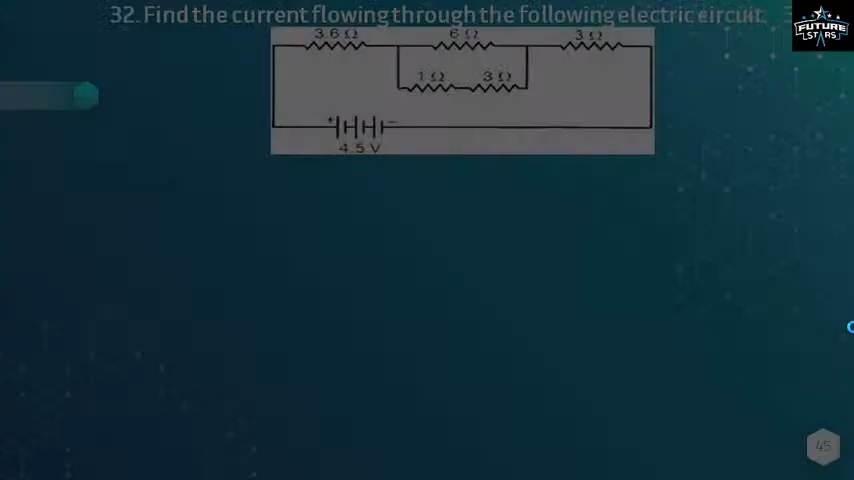 32. Find the current flowing through the following electric circuit.
FUTURE
STARS
3.6 Ω
6 Ω
3 Ω
1 Ω
3 Ω
+
−
4.5 V
45